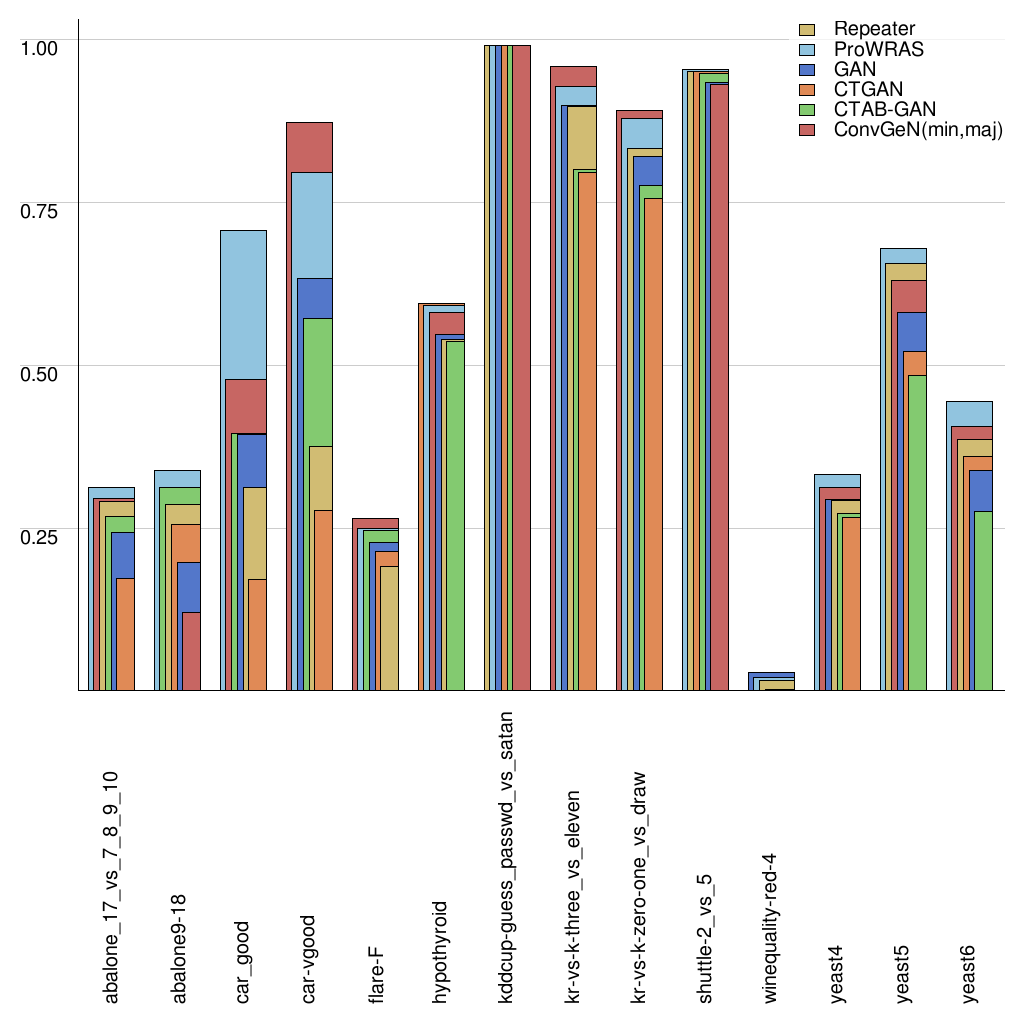 Repeater
ProWRAS
GAN
CTGAN
CTAB-GAN
ConvGeN(min,maj)
1.00
0.75
0.50
0.25
abalone_17_vs_7_8_9_10
abalone9-18
car_good
car-vgood
flare-F
hypothyroid
kddcup-guess_passwd_vs_satan
kr-vs-k-three_vs_eleven
kr-vs-k-zero-one_vs_draw
shuttle-2_vs_5
winequality-red-4
yeast4
yeast5
yeast6